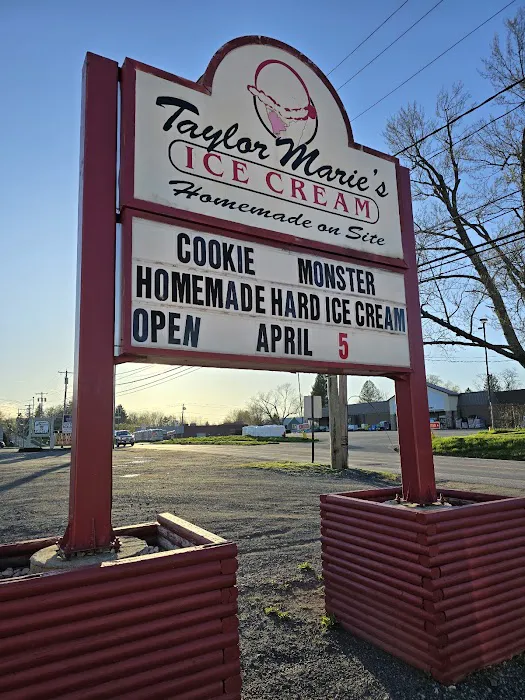 Taylor Marie's
ICE CREAM
Homemade on Site
COOKIE MONSTER
HOMEMADE HARD ICE CREAM
OPEN APRIL 5